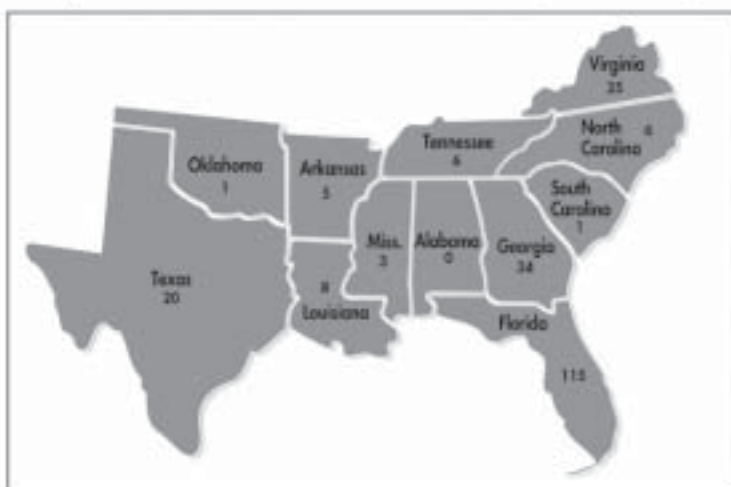 Virginia
25
North
Carolina
6
Tennessee
6
Oklahoma
1
Arkansas
5
South
Carolina
1
Miss.
3
Alabama
0
Georgia
34
Texas
20
8
Louisiana
Florida
115